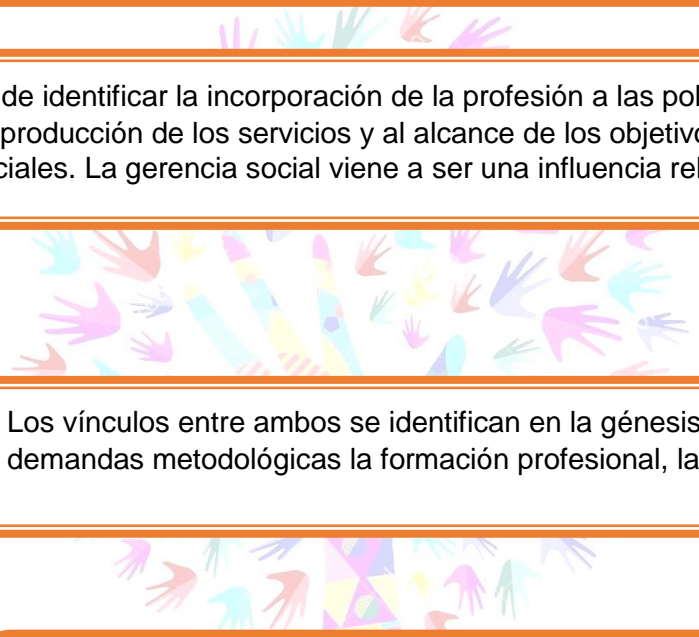 de identificar la incorporación de la profesión a las pol
producción de los servicios y al alcance de los objetivo
ciales. La gerencia social viene a ser una influencia rel
Los vínculos entre ambos se identifican en la génesis
demandas metodológicas la formación profesional, la